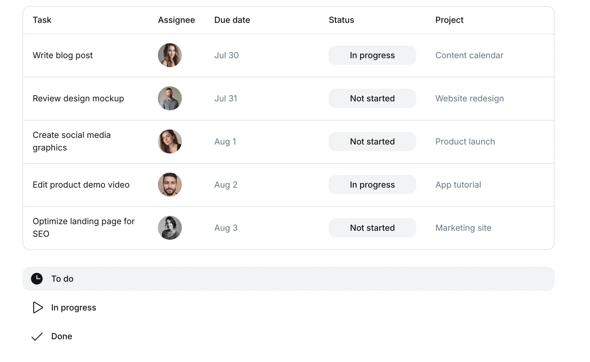 Task Assignee Due date Status Project
Write blog post Jul 30 In progress Content calendar
Review design mockup Jul 31 Not started Website redesign
Create social media
graphics Aug 1 Not started Product launch
Edit product demo video Aug 2 In progress App tutorial
Optimize landing page for
SEO Aug 3 Not started Marketing site
To do
In progress
Done